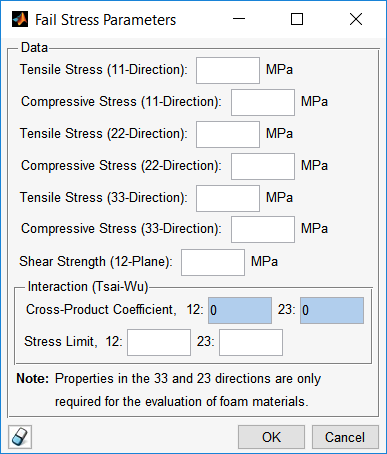 Fail Stress Parameters
Data
Tensile Stress (11-Direction): MPa
Compressive Stress (11-Direction): MPa
Tensile Stress (22-Direction): MPa
Compressive Stress (22-Direction): MPa
Tensile Stress (33-Direction): MPa
Compressive Stress (33-Direction): MPa
Shear Strength (12-Plane): MPa
Interaction (Tsai-Wu)
Cross-Product Coefficient, 12: 0 23: 0
Stress Limit, 12: 23:
Note: Properties in the 33 and 23 directions are only
required for the evaluation of foam materials.
OK Cancel